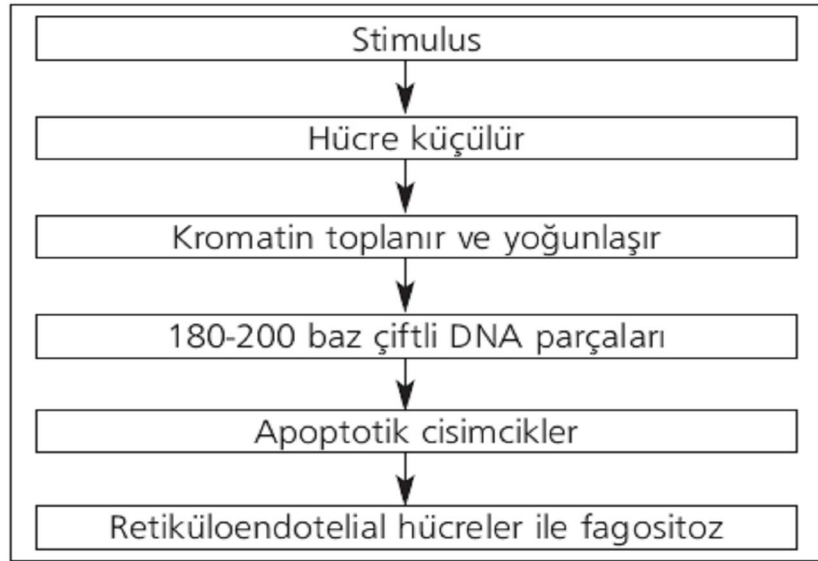 Stimulus
Hücre küçülür
Kromatin toplanır ve yoğunlaşır
180-200 baz çiftli DNA parçaları
Apoptotik cisimcikler
Retiküloendotelial hücreler ile fagositoz